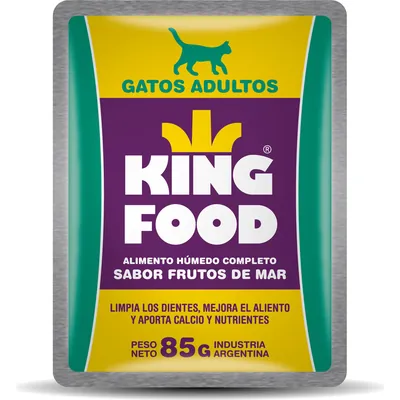 GATOS ADULTOS
KING ®
FOOD
ALIMENTO HÚMEDO COMPLETO
SABOR FRUTOS DE MAR
LIMPIA LOS DIENTES, MEJORA EL ALIENTO
Y APORTA CALCIO Y NUTRIENTES
PESO NETO 85G INDUSTRIA ARGENTINA